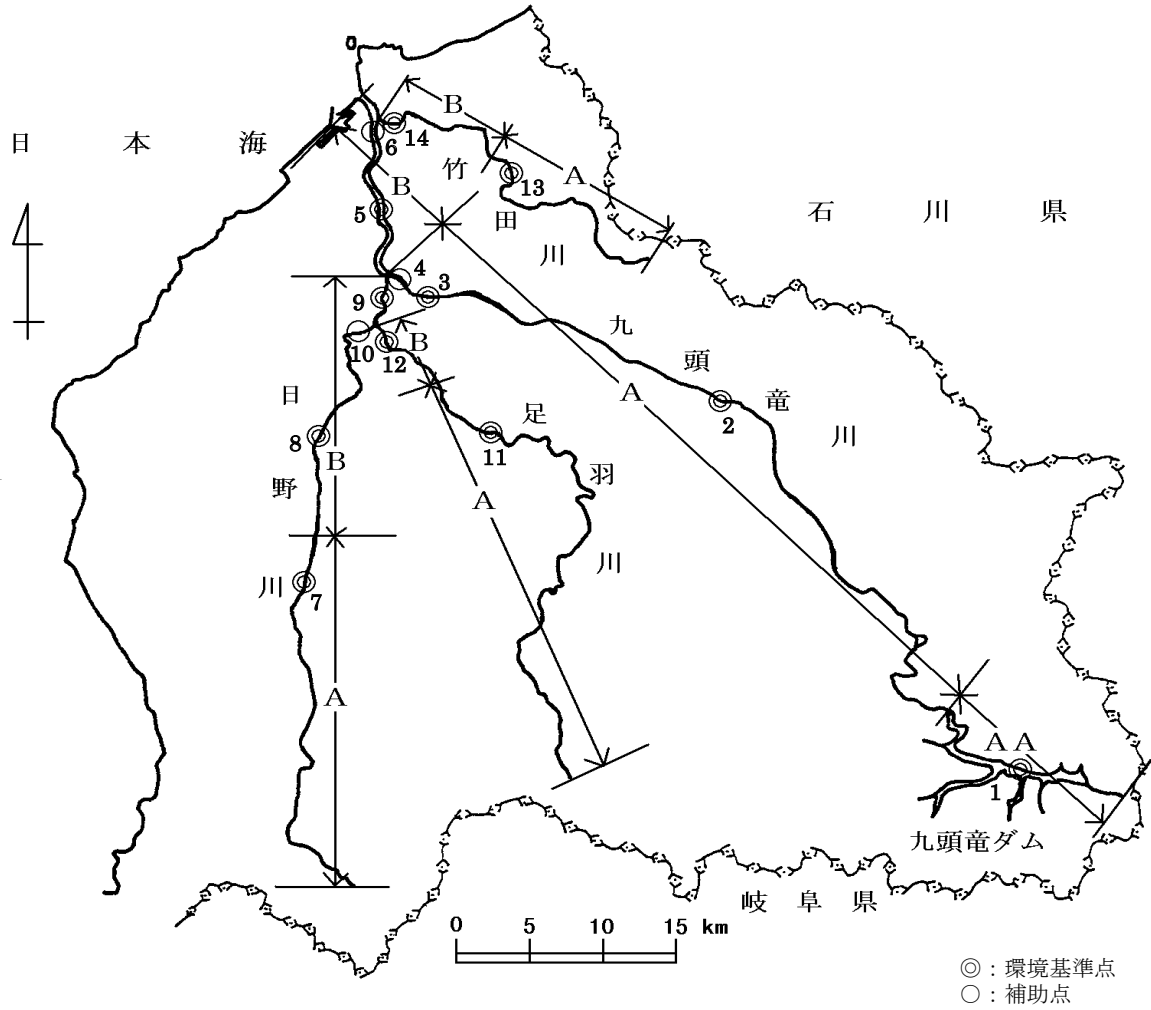 日本海
石川県
岐阜県
竹田川
九頭竜川
日野川
足羽川
九頭竜ダム
B
A
B
A
A A
B
A
B
A
1
2
3
4
5
6
7
8
9
10
11
12
13
14
0 5 10 15 km
◎：環境基準点
○：補助点